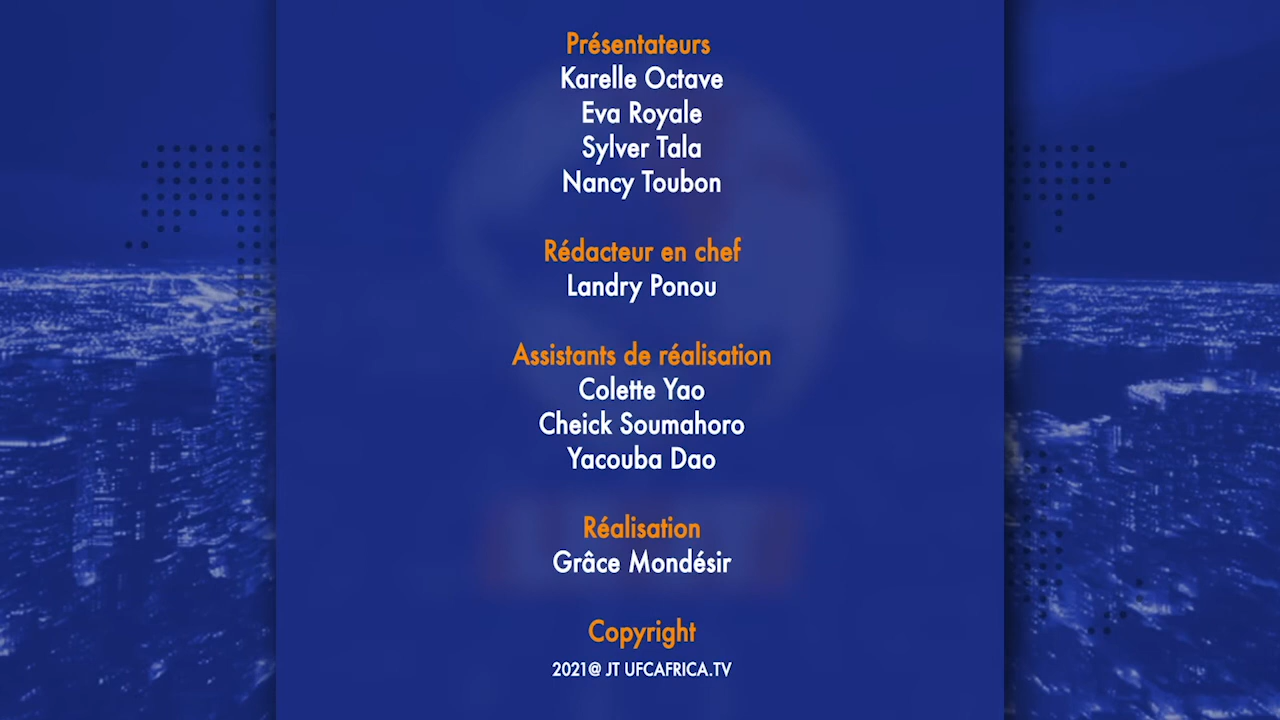 Présentateurs
Karelle Octave
Eva Royale
Sylver Tala
Nancy Toubon
Rédacteur en chef
Landry Ponou
Assistants de réalisation
Colette Yao
Cheick Soumahoro
Yacouba Dao
Réalisation
Grâce Mondésir
Copyright
2021@ JT UFCAFRICA.TV